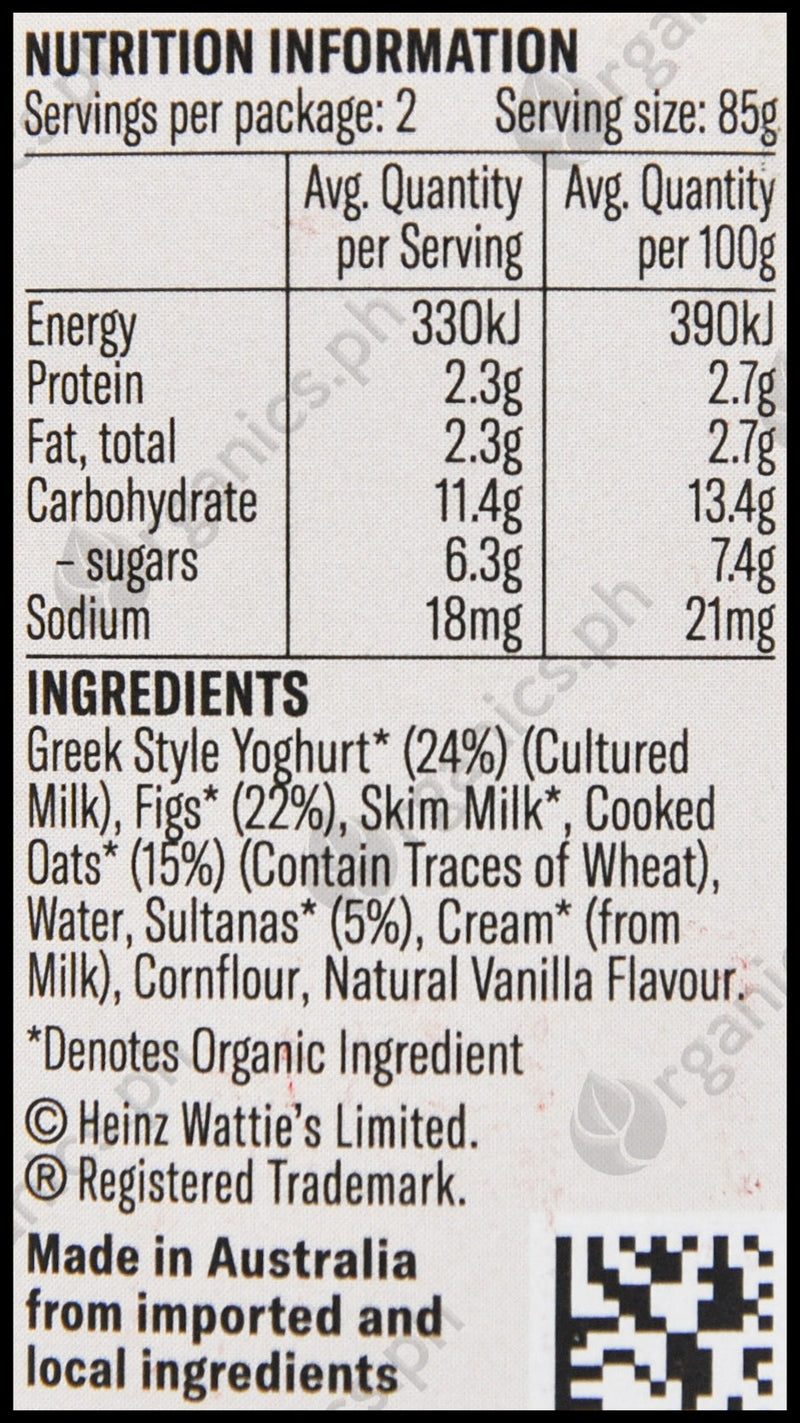 NUTRITION INFORMATION
Servings per package: 2 Serving size: 85g
Avg. Quantity per Serving Avg. Quantity per 100g
Energy 330kJ 390kJ
Protein 2.3g 2.7g
Fat, total 2.3g 2.7g
Carbohydrate 11.4g 13.4g
– sugars 6.3g 7.4g
Sodium 18mg 21mg
INGREDIENTS
Greek Style Yoghurt* (24%) (Cultured
Milk), Figs* (22%), Skim Milk*, Cooked
Oats* (15%) (Contain Traces of Wheat),
Water, Sultanas* (5%), Cream* (from
Milk), Cornflour, Natural Vanilla Flavour.
*Denotes Organic Ingredient
© Heinz Wattie's Limited.
® Registered Trademark.
Made in Australia
from imported and
local ingredients
Organics.ph